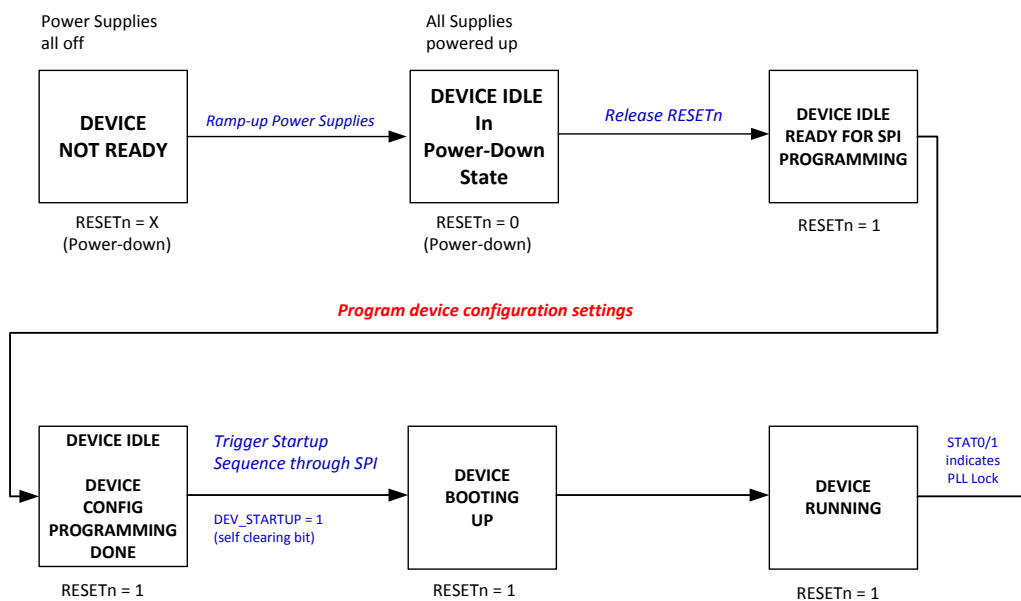 Power Supplies
all off
All Supplies
powered up
DEVICE
NOT READY
Ramp-up Power Supplies
DEVICE IDLE
In
Power-Down
State
Release RESETn
DEVICE IDLE
READY FOR SPI
PROGRAMMING
RESETn = X
(Power-down)
RESETn = 0
(Power-down)
RESETn = 1
Program device configuration settings
DEVICE IDLE
DEVICE
CONFIG
PROGRAMMING
DONE
Trigger Startup
Sequence through SPI
DEV_STARTUP = 1
(self clearing bit)
DEVICE
BOOTING
UP
DEVICE
RUNNING
STAT0/1
indicates
PLL Lock
RESETn = 1
RESETn = 1
RESETn = 1